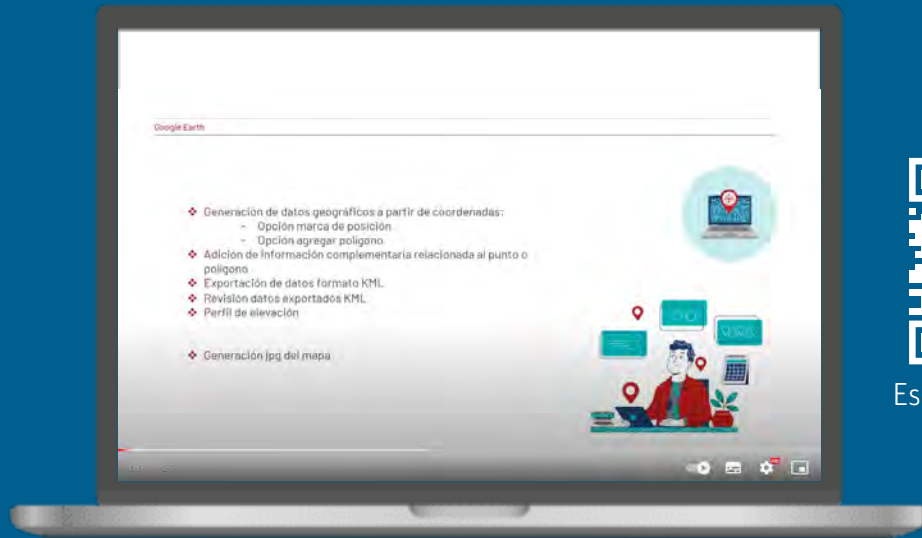 Google Earth
❖ Generación de datos geográficos a partir de coordenadas:
- Opción marca de posición
- Opción agregar polígono
❖ Adición de información complementaria relacionada al punto o
polígono
❖ Exportación de datos formato KML
❖ Revisión datos exportados KML
❖ Perfil de elevación
❖ Generación jpg del mapa
Es